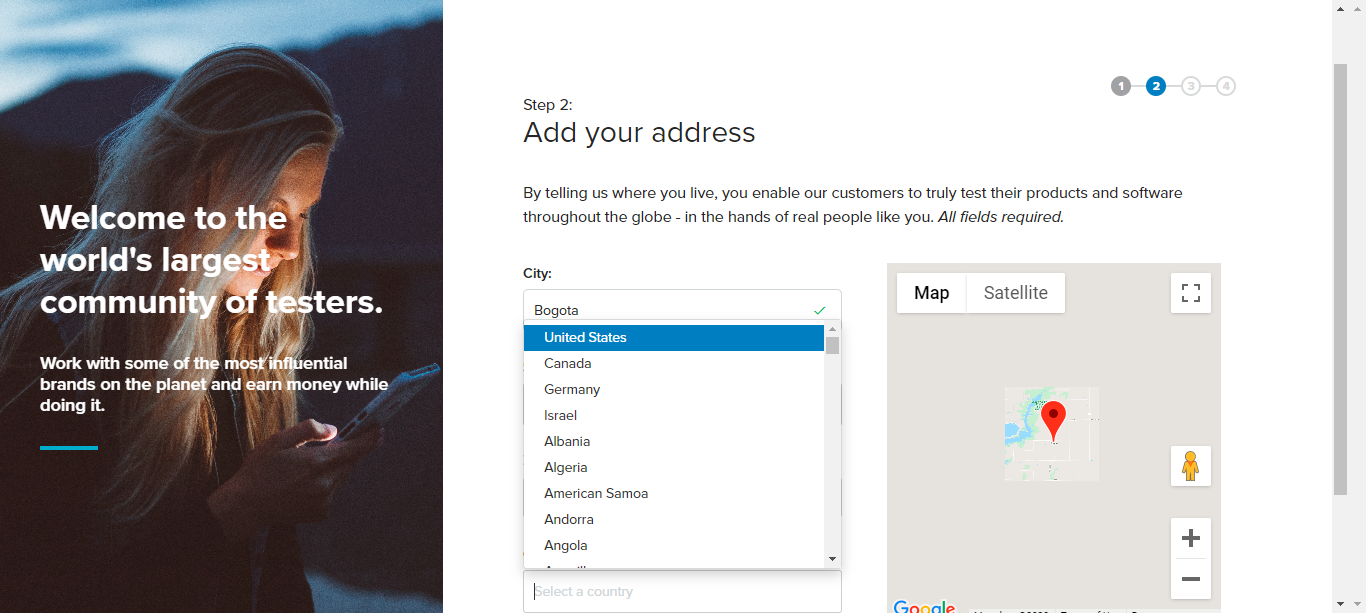 Welcome to the
world's largest
community of testers.
Work with some of the most influential
brands on the planet and earn money while
doing it.
1 2 3 4
Step 2:
Add your address
By telling us where you live, you enable our customers to truly test their products and software
throughout the globe - in the hands of real people like you. All fields required.
City:
Bogota
United States
Canada
Germany
Israel
Albania
Algeria
American Samoa
Andorra
Angola
Select a country
Map Satellite
Google